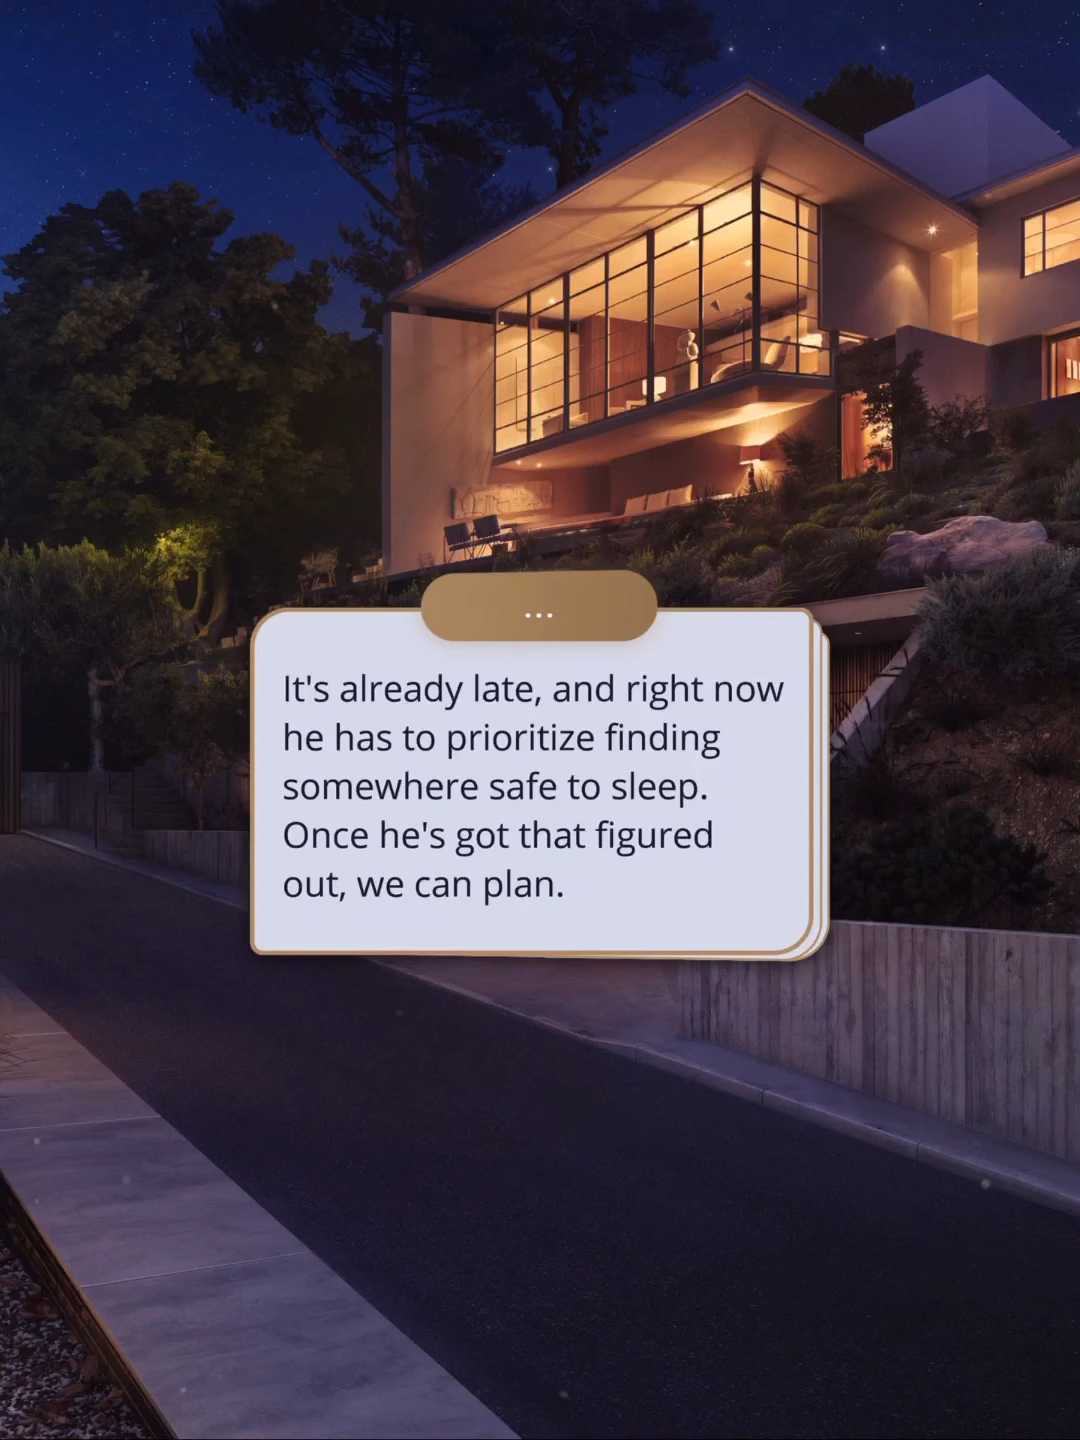 ...
It's already late, and right now
he has to prioritize finding
somewhere safe to sleep.
Once he's got that figured
out, we can plan.